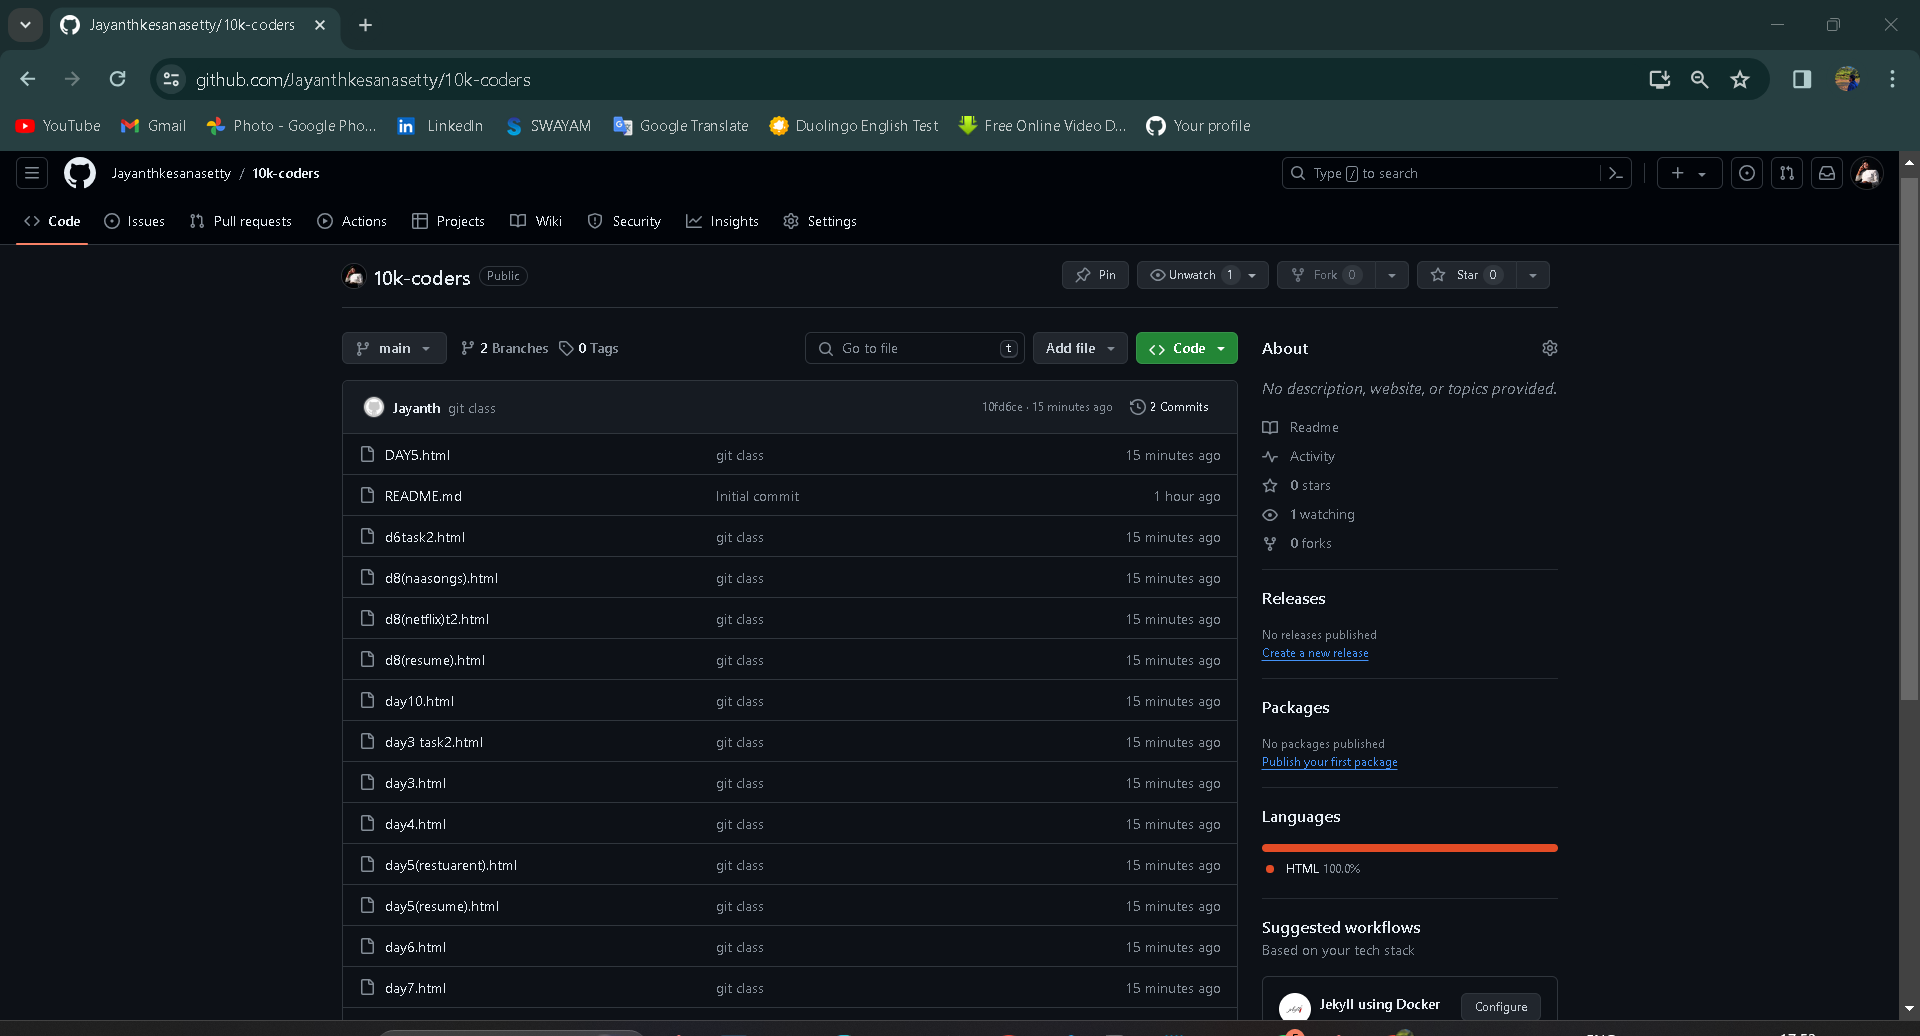 Jayanthkesanasetty/10k-coders
github.com/Jayanthkesanasetty/10k-coders
YouTube Gmail Photo - Google Pho... LinkedIn SWAYAM Google Translate Duolingo English Test Free Online Video D... Your profile
Jayanthkesanasetty / 10k-coders Type / to search
Code Issues Pull requests Actions Projects Wiki Security Insights Settings
10k-coders Public Pin Unwatch 1 Fork 0 Star 0
main 2 Branches 0 Tags Go to file t Add file Code
Jayanth git class 10fd6ce · 15 minutes ago 2 Commits
DAY5.html git class 15 minutes ago
README.md Initial commit 1 hour ago
d6task2.html git class 15 minutes ago
d8(naasongs).html git class 15 minutes ago
d8(netflix)t2.html git class 15 minutes ago
d8(resume).html git class 15 minutes ago
day10.html git class 15 minutes ago
day3 task2.html git class 15 minutes ago
day3.html git class 15 minutes ago
day4.html git class 15 minutes ago
day5(restuarent).html git class 15 minutes ago
day5(resume).html git class 15 minutes ago
day6.html git class 15 minutes ago
day7.html git class 15 minutes ago
About
No description, website, or topics provided.
Readme
Activity
0 stars
1 watching
0 forks
Releases
No releases published
Create a new release
Packages
No packages published
Publish your first package
Languages
HTML 100.0%
Suggested workflows
Based on your tech stack
Jekyll using Docker Configure